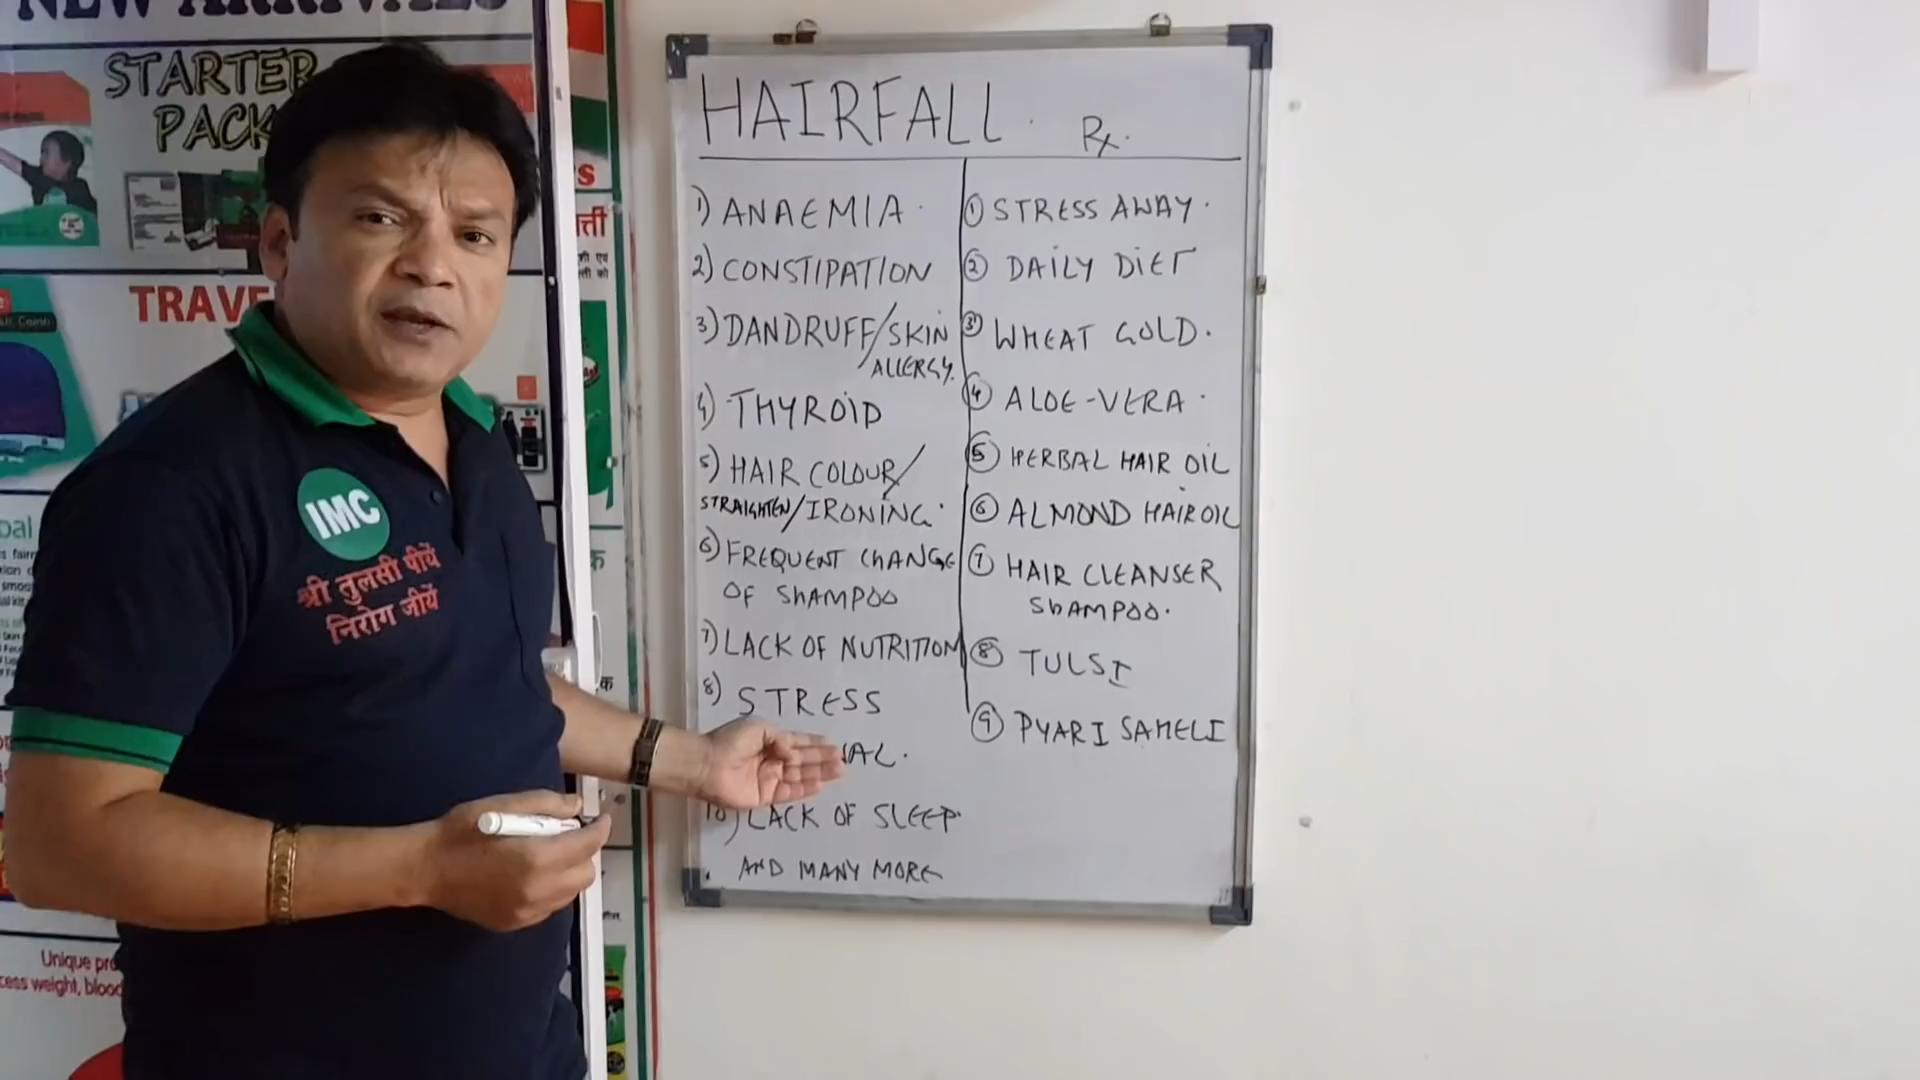 NEW ARRIVALS
STARTER
PACK
TRAVE
Unique pro
cess weight, blood
IMC
श्री तुलसी पीयें
निरोग जीयें
HAIRFALL
Rx.
1) ANAEMIA
2) CONSTIPATION
3) DANDRUFF/SKIN
ALLERGY.
4) THYROID
5) HAIR COLOUR/
STRAIGHTEN/IRONING
6) FREQUENT ChANGE
OF ShAMPOO
7) LACK OF NUTRITION
8) STRESS
NAL.
10) LACK OF SLEEP.
AND MANY MORE
① STRESS AWAY.
② DAILY DIET
③ WHEAT GOLD.
④ ALOE-VERA.
⑤ HERBAL HAIR OIL
⑥ ALMOND HAIR OIL
⑦ HAIR CLEANSER
ShAMPOO.
⑧ TULSI
⑨ PYARI SAHELI